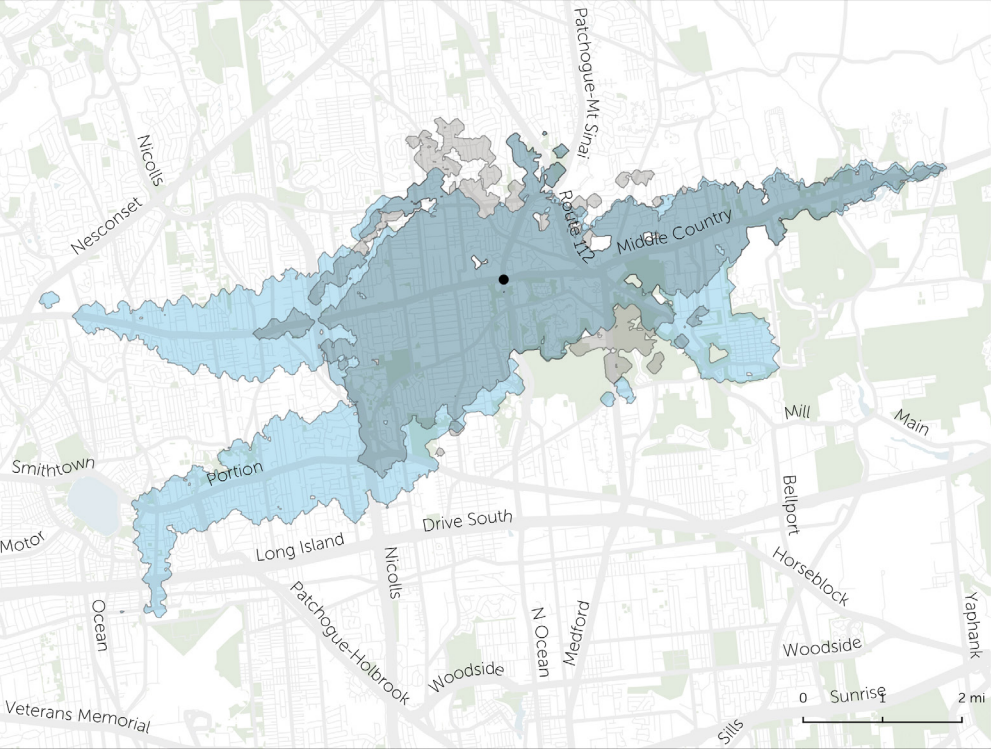 Patchogue-Mt Sinai
Nicolls
Nesconset
Route 112
Middle Country
Mill
Main
Smithtown
Portion
Bellport
Motor
Long Island
Drive South
Nicolls
Horseblock
Ocean
Patchogue-Holbrook
N Ocean
Medford
Yaphank
Woodside
Woodside
Veterans Memorial
Sills
Sunrise
0 1 2 mi